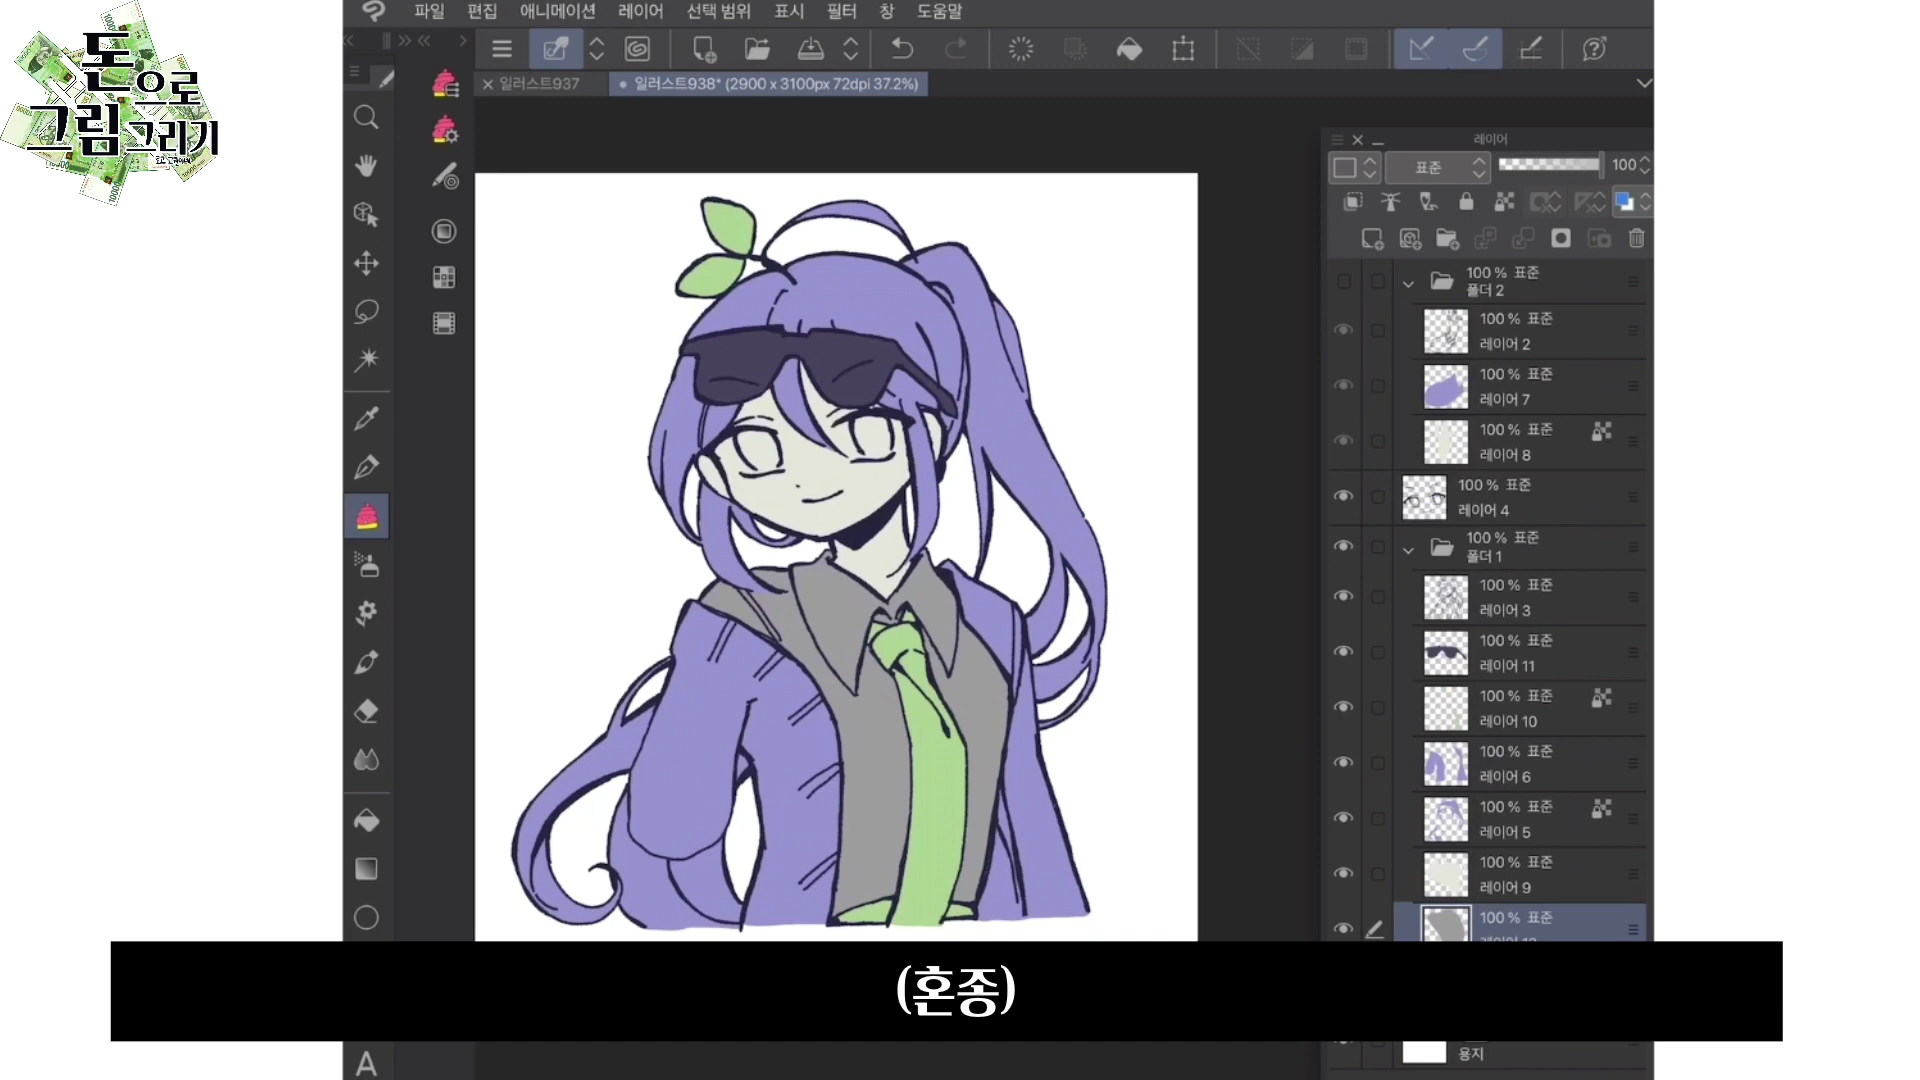 돈으로
그림그리기
파일 편집 애니메이션 레이어 선택 범위 표시 필터 창 도움말
일러스트937
일러스트938* (2900 x 3100px 72dpi 37.2%)
레이어
표준 100
100 % 표준
폴더 2
100 % 표준
레이어 2
100 % 표준
레이어 7
100 % 표준
레이어 8
100 % 표준
레이어 4
100 % 표준
폴더 1
100 % 표준
레이어 3
100 % 표준
레이어 11
100 % 표준
레이어 10
100 % 표준
레이어 6
100 % 표준
레이어 5
100 % 표준
레이어 9
100 % 표준
(혼종)
용지